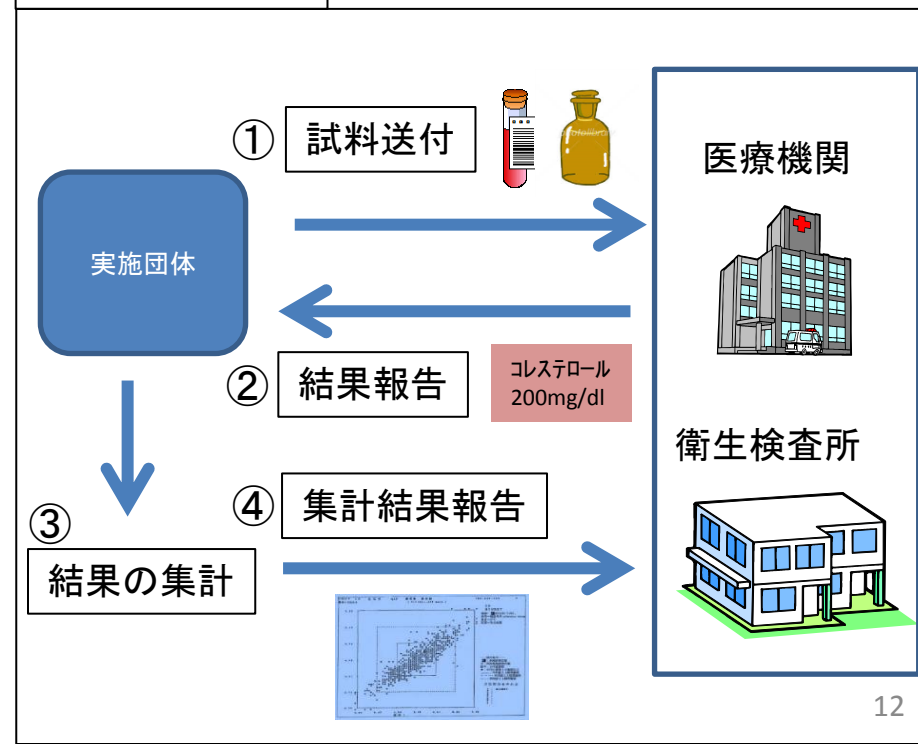 ①
試料送付
医療機関
実施団体
②
結果報告
コレステロール
200mg/dl
衛生検査所
③
結果の集計
④
集計結果報告
12